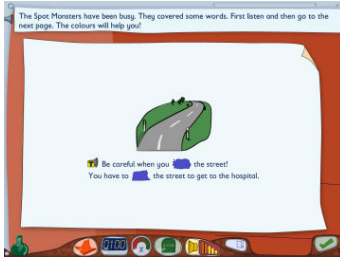 The Spot Monsters have been busy. They covered some words. First listen and then go to the
next page. The colours will help you!
Be careful when you the street!
You have to the street to get to the hospital.
01:00